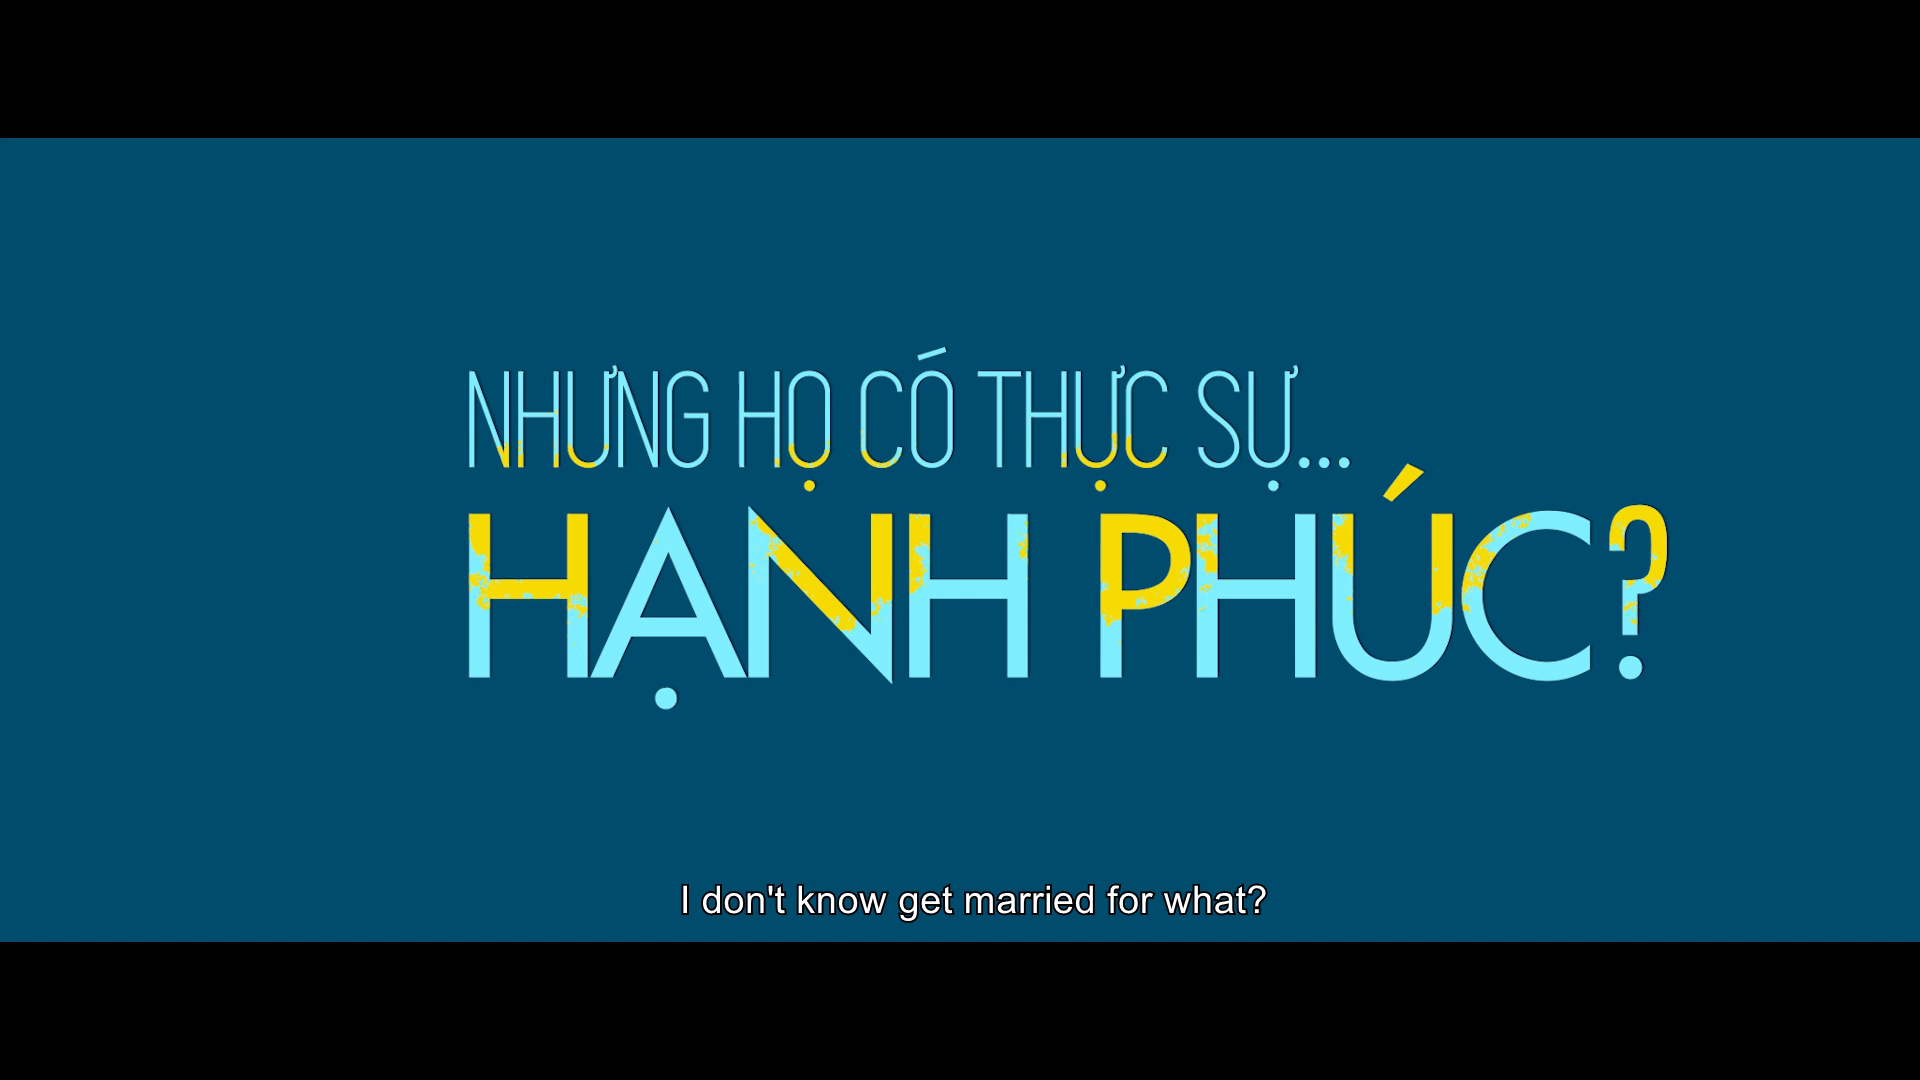 NHƯNG HỌ CÓ THỰC SỰ...
HẠNH PHÚC?
I don't know get married for what?